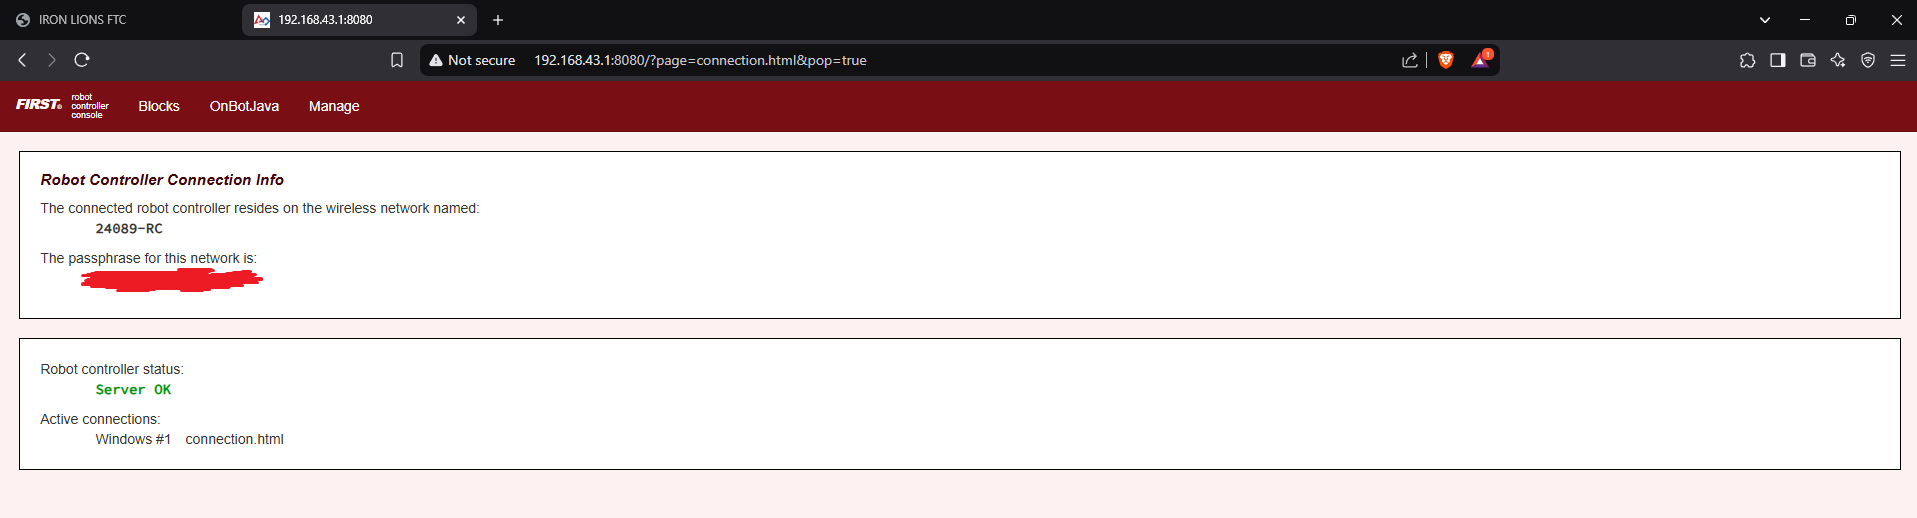 IRON LIONS FTC
192.168.43.1:8080
Not secure 192.168.43.1:8080/?page=connection.html&pop=true
1
FIRST® robot controller console Blocks OnBotJava Manage
Robot Controller Connection Info
The connected robot controller resides on the wireless network named:
24089-RC
The passphrase for this network is:
Robot controller status:
Server OK
Active connections:
Windows #1 connection.html